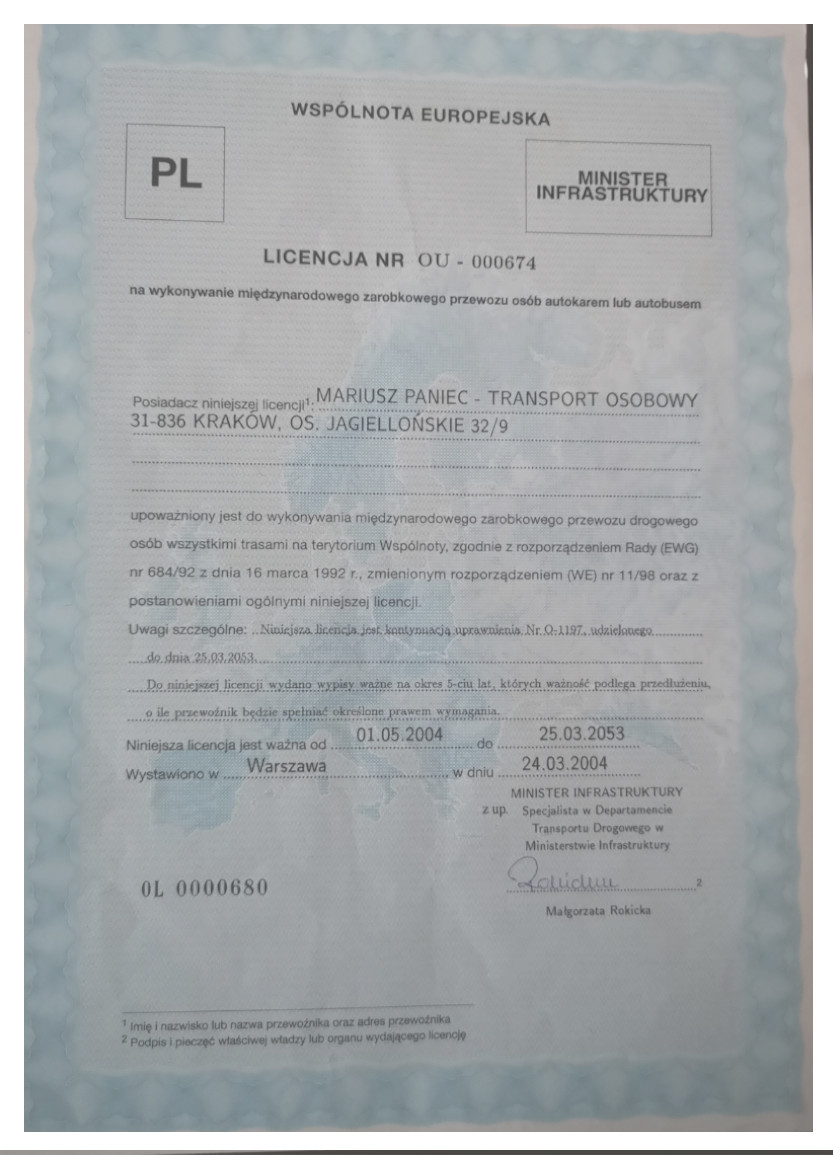 WSPÓLNOTA EUROPEJSKA
PL
MINISTER
INFRASTRUKTURY
LICENCJA NR OU - 000674
na wykonywanie międzynarodowego zarobkowego przewozu osób autokarem lub autobusem
Posiadacz niniejszej licencji¹: MARIUSZ PANIEC - TRANSPORT OSOBOWY
31-836 KRAKÓW, OS. JAGIELLOŃSKIE 32/9
upoważniony jest do wykonywania międzynarodowego zarobkowego przewozu drogowego
osób wszystkimi trasami na terytorium Wspólnoty, zgodnie z rozporządzeniem Rady (EWG)
nr 684/92 z dnia 16 marca 1992 r., zmienionym rozporządzeniem (WE) nr 11/98 oraz z
postanowieniami ogólnymi niniejszej licencji.
Uwagi szczególne: Niniejsza licencja jest kontynuacją uprawnienia Nr O-1197, udzielonego
do dnia 25.03.2053.
Do niniejszej licencji wydano wypisy ważne na okres 5-ciu lat, których ważność podlega przedłużeniu,
o ile przewoźnik będzie spełniać określone prawem wymagania.
Niniejsza licencja jest ważna od 01.05.2004 do 25.03.2053
Wystawiono w Warszawa w dniu 24.03.2004
MINISTER INFRASTRUKTURY
z up. Specjalista w Departamencie
Transportu Drogowego w
Ministerstwie Infrastruktury
2
Małgorzata Rokicka
0L 0000680
¹ Imię i nazwisko lub nazwa przewoźnika oraz adres przewoźnika
² Podpis i pieczęć właściwej władzy lub organu wydającego licencję